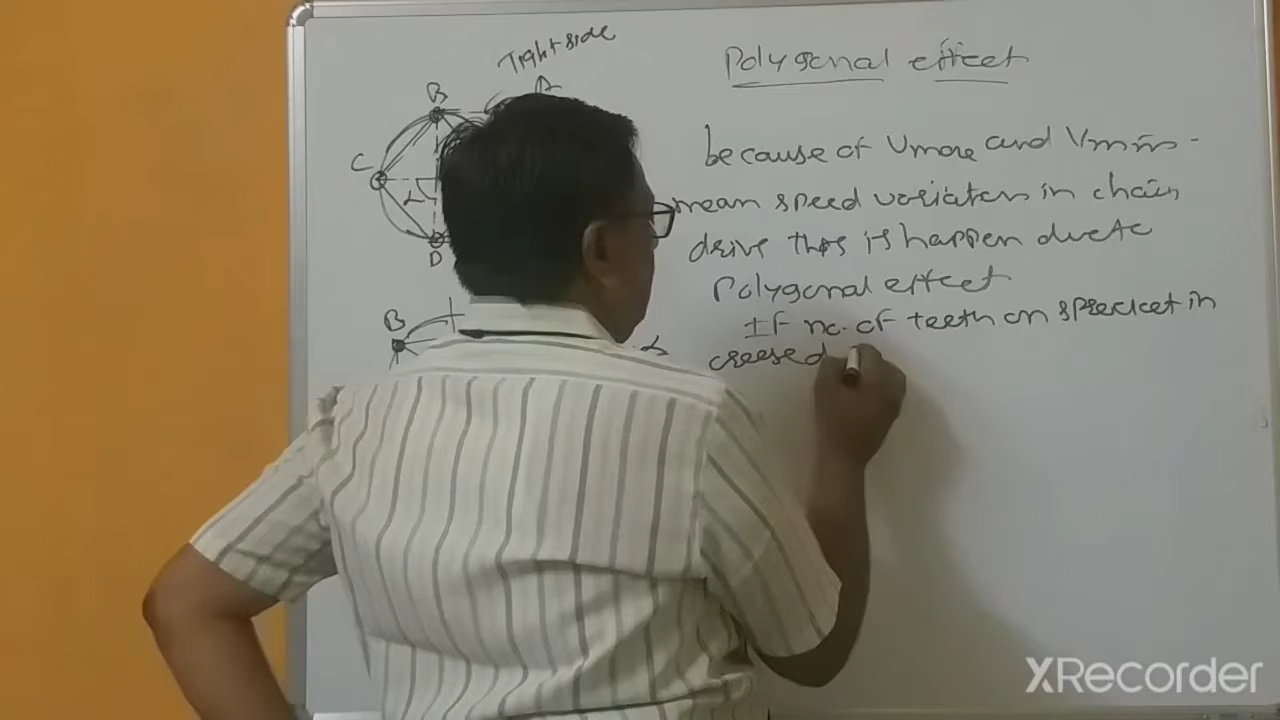 Tight side
Polygonal effect
B
A
because of Vmax and Vmin -
C
mean speed variation in chain,
α
drive this is happen due to
D
Polygonal effect
B
If no. of teeth on sprocket in
creased
α
XRecorder